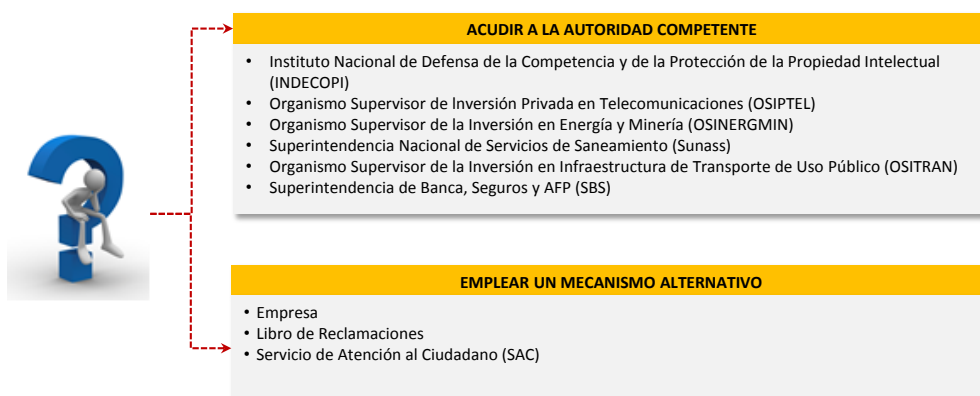 ACUDIR A LA AUTORIDAD COMPETENTE
• Instituto Nacional de Defensa de la Competencia y de la Protección de la Propiedad Intelectual
(INDECOPI)
• Organismo Supervisor de Inversión Privada en Telecomunicaciones (OSIPTEL)
• Organismo Supervisor de la Inversión en Energía y Minería (OSINERGMIN)
• Superintendencia Nacional de Servicios de Saneamiento (Sunass)
• Organismo Supervisor de la Inversión en Infraestructura de Transporte de Uso Público (OSITRAN)
• Superintendencia de Banca, Seguros y AFP (SBS)
EMPLEAR UN MECANISMO ALTERNATIVO
• Empresa
• Libro de Reclamaciones
• Servicio de Atención al Ciudadano (SAC)